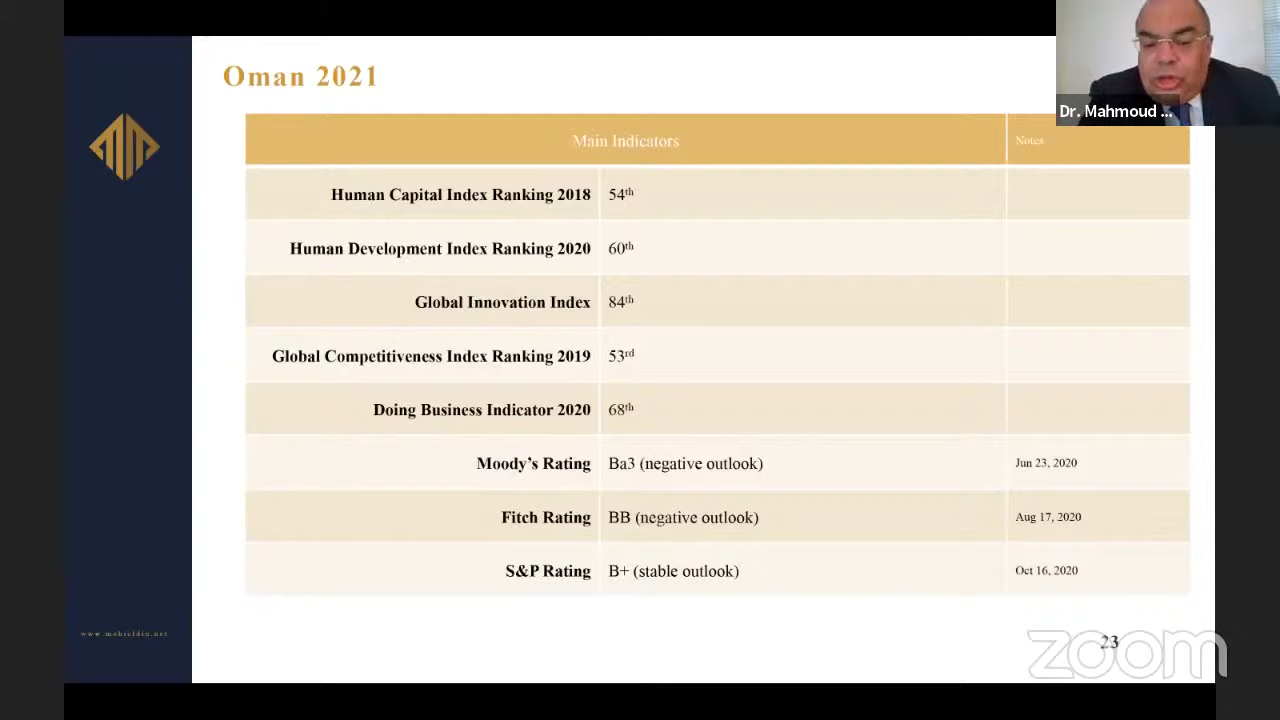 Oman 2021
Dr. Mahmoud ...
Main Indicators Notes
Human Capital Index Ranking 2018 54th
Human Development Index Ranking 2020 60th
Global Innovation Index 84th
Global Competitiveness Index Ranking 2019 53rd
Doing Business Indicator 2020 68th
Moody's Rating Ba3 (negative outlook) Jun 23, 2020
Fitch Rating BB (negative outlook) Aug 17, 2020
S&P Rating B+ (stable outlook) Oct 16, 2020
www.mohieldin.net
23
zoom